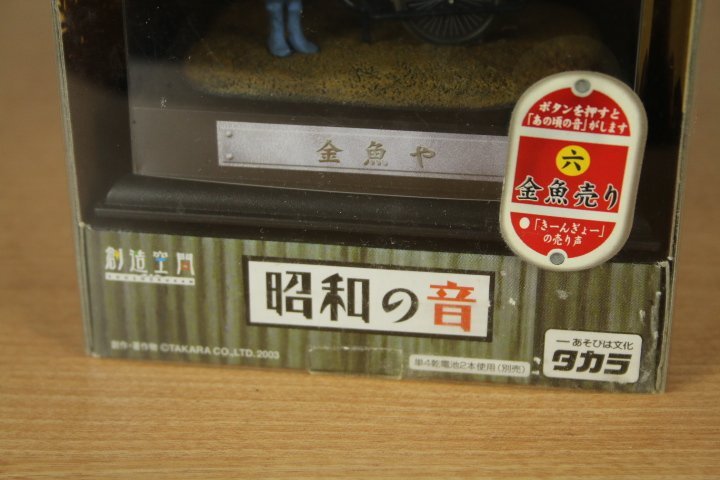 ボタンを押すと
「あの頃の音」がします
六
金魚売り
●「きーんぎょー」
の売り声
金魚や
創造空間
昭和の音
製作・著作物 ©TAKARA CO., LTD. 2003
単4乾電池2本使用(別売)
―あそびは文化
タカラ